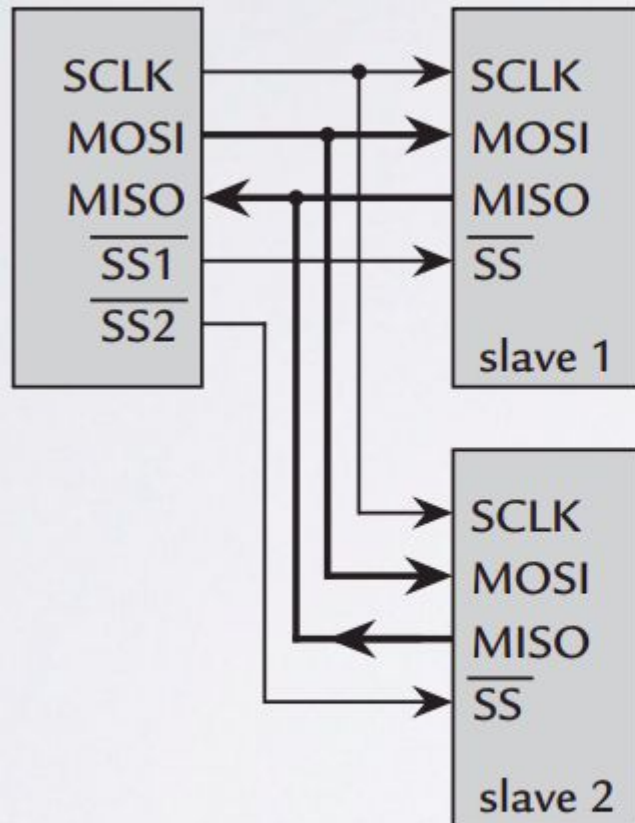 SCLK
MOSI
MISO
SS1
SS2
SCLK
MOSI
MISO
SS
slave 1
SCLK
MOSI
MISO
SS
slave 2